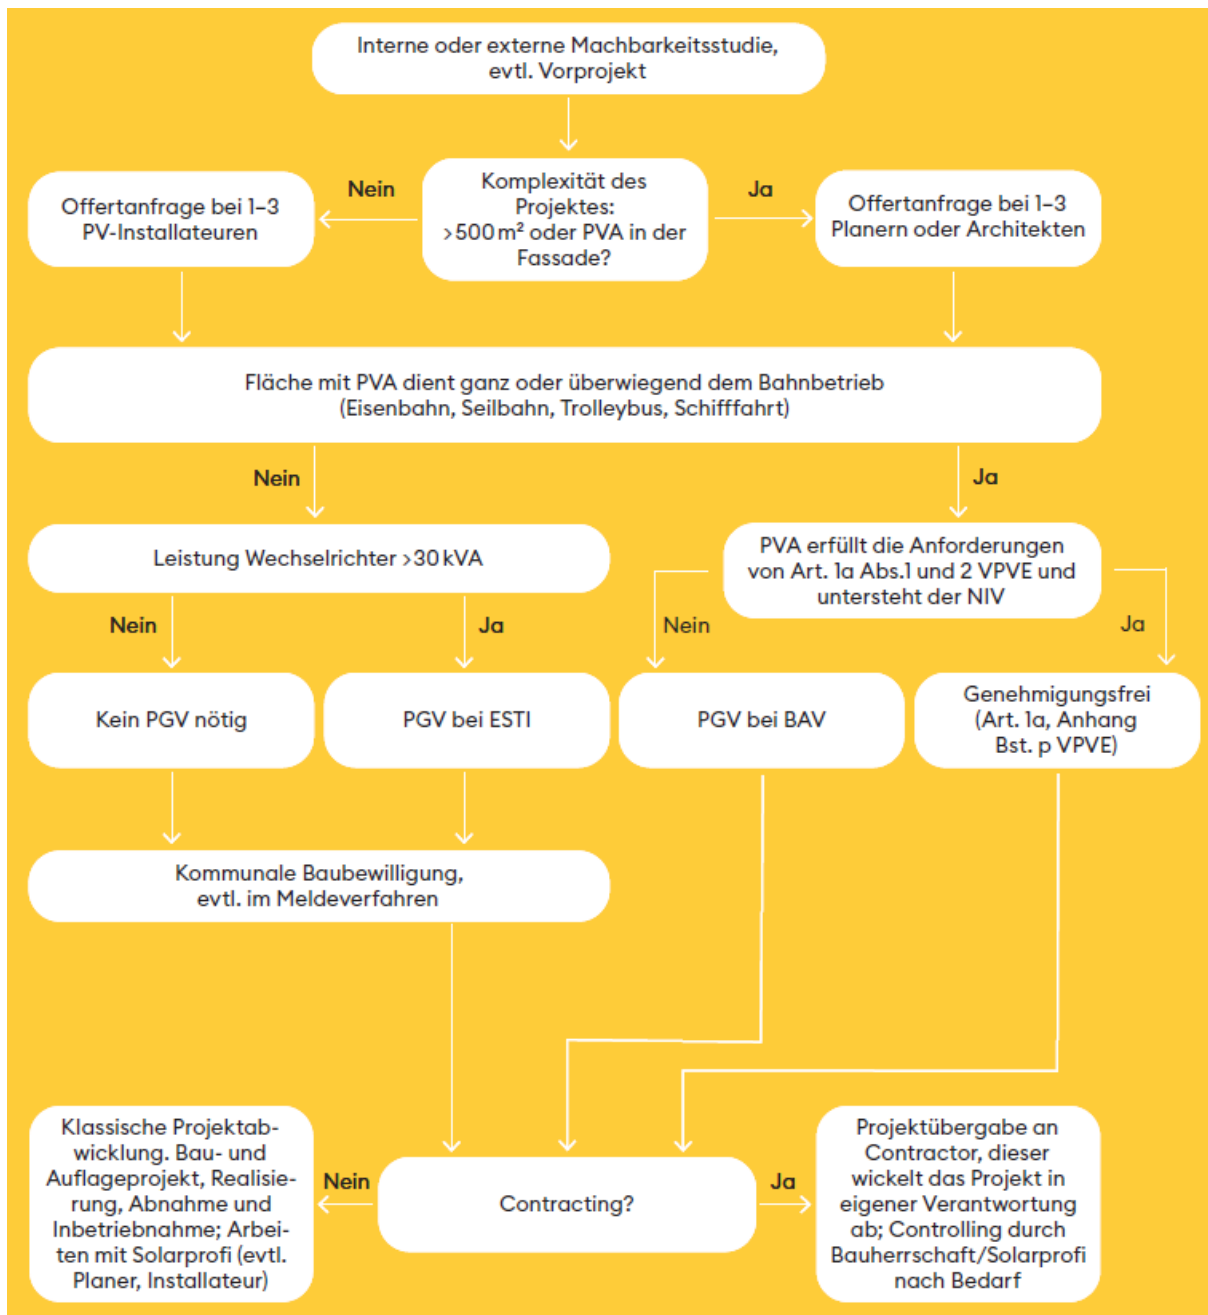 Interne oder externe Machbarkeitsstudie,
evtl. Vorprojekt
Nein
Komplexität des
Projektes:
>500 m² oder PVA in der
Fassade?
Ja
Offertanfrage bei 1–3
PV-Installateuren
Offertanfrage bei 1–3
Planern oder Architekten
Fläche mit PVA dient ganz oder überwiegend dem Bahnbetrieb
(Eisenbahn, Seilbahn, Trolleybus, Schifffahrt)
Nein
Ja
Leistung Wechselrichter >30 kVA
PVA erfüllt die Anforderungen
von Art. 1a Abs.1 und 2 VPVE und
untersteht der NIV
Nein
Ja
Nein
Ja
Kein PGV nötig
PGV bei ESTI
PGV bei BAV
Genehmigungsfrei
(Art. 1a, Anhang
Bst. p VPVE)
Kommunale Baubewilligung,
evtl. im Meldeverfahren
Klassische Projektab-
wicklung. Bau- und
Auflageprojekt, Realisie-
rung, Abnahme und
Inbetriebnahme; Arbei-
ten mit Solarprofi (evtl.
Planer, Installateur)
Nein
Contracting?
Ja
Projektübergabe an
Contractor, dieser
wickelt das Projekt in
eigener Verantwortung
ab; Controlling durch
Bauherrschaft/Solarprofi
nach Bedarf